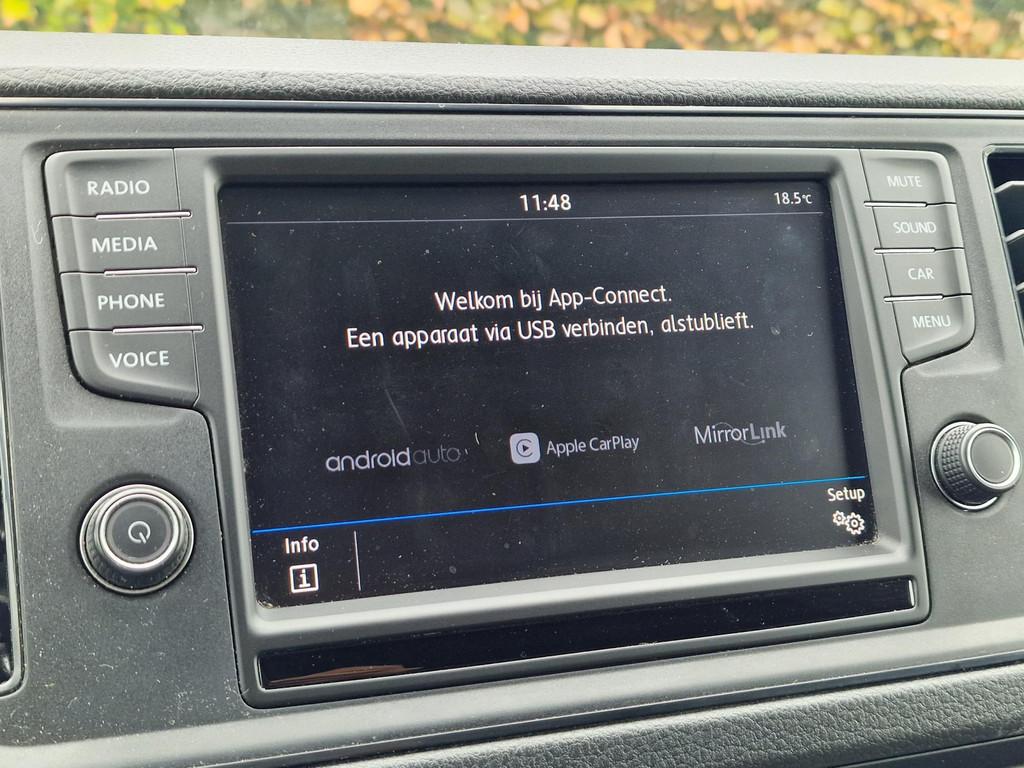 RADIO
MEDIA
PHONE
VOICE
11:48
18.5°C
Welkom bij App-Connect.
Een apparaat via USB verbinden, alstublieft.
androidauto
Apple CarPlay
MirrorLink
Info
i
Setup
MUTE
SOUND
CAR
MENU